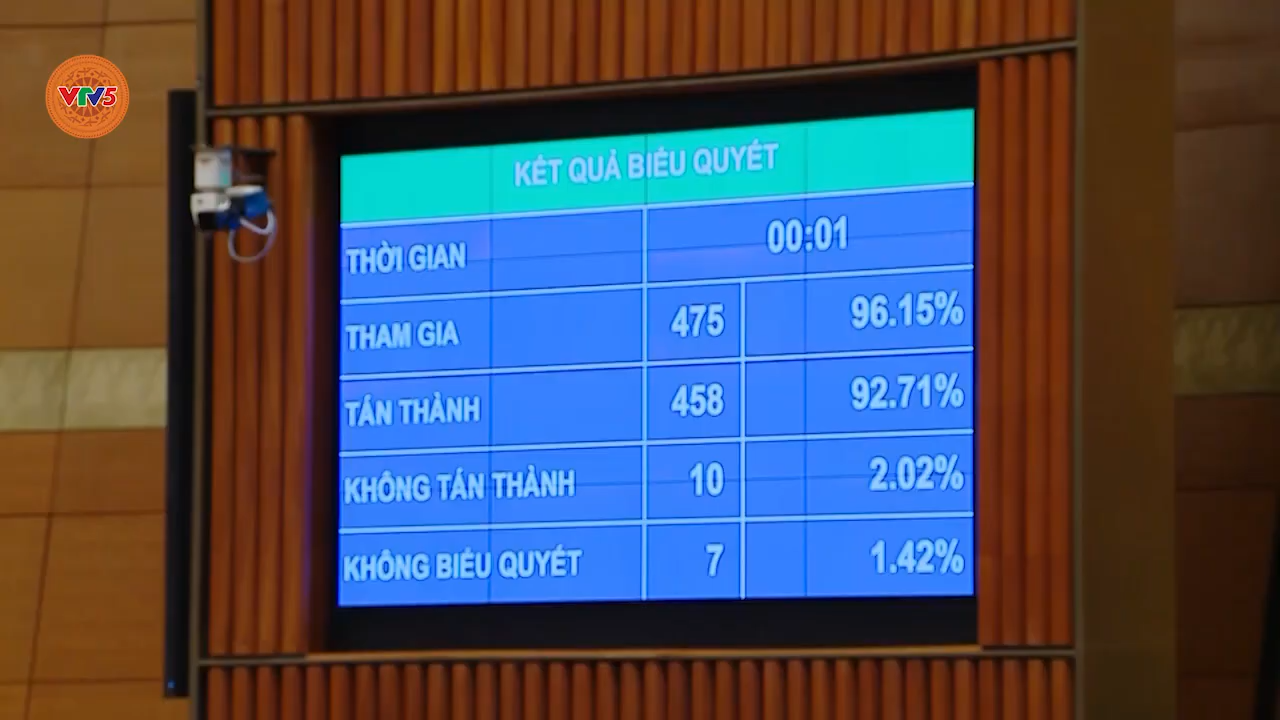 VTV5
KẾT QUẢ BIỂU QUYẾT
THỜI GIAN 00:01
THAM GIA 475 96.15%
TÁN THÀNH 458 92.71%
KHÔNG TÁN THÀNH 10 2.02%
KHÔNG BIỂU QUYẾT 7 1.42%